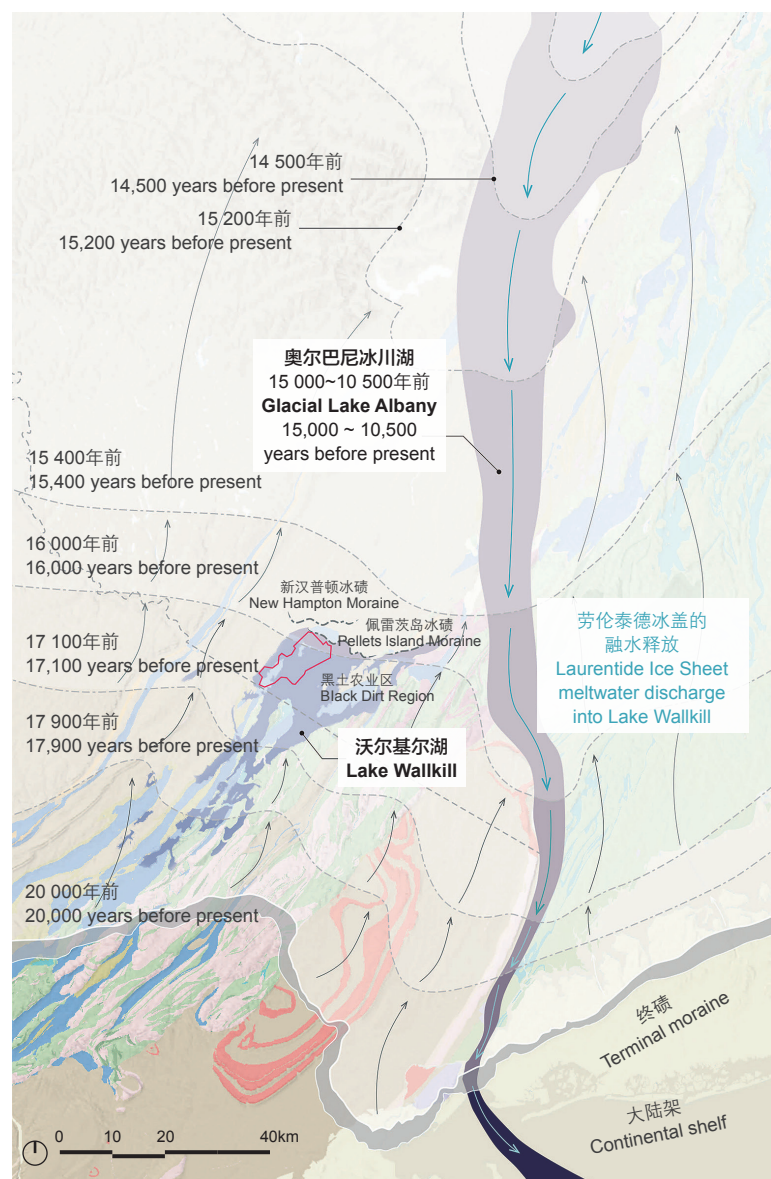 14 500年前
14,500 years before present
15 200年前
15,200 years before present
奥尔巴尼冰川湖
15 000~10 500年前
Glacial Lake Albany
15,000 ~ 10,500
years before present
15 400年前
15,400 years before present
16 000年前
16,000 years before present
新汉普顿冰碛
New Hampton Moraine
佩雷茨岛冰碛
Pellets Island Moraine
劳伦泰德冰盖的
融水释放
Laurentide Ice Sheet
meltwater discharge
into Lake Wallkill
17 100年前
17,100 years before present
黑土农业区
Black Dirt Region
17 900年前
17,900 years before present
沃尔基尔湖
Lake Wallkill
20 000年前
20,000 years before present
终碛
Terminal moraine
大陆架
Continental shelf
0 10 20 40km